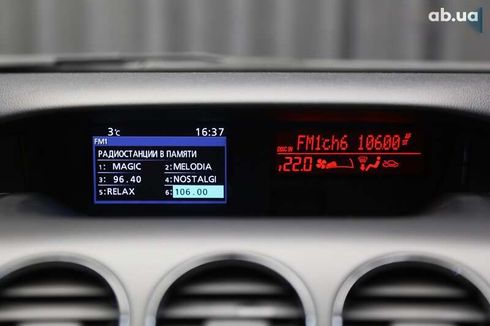 ab.ua
3°C 16:37
FM1
РАДИОСТАНЦИИ В ПАМЯТИ
1: MAGIC 2: MELODIA
3: 96.40 4: NOSTALGI
5: RELAX 6: 106.00
FM1ch6 106.00
22.0